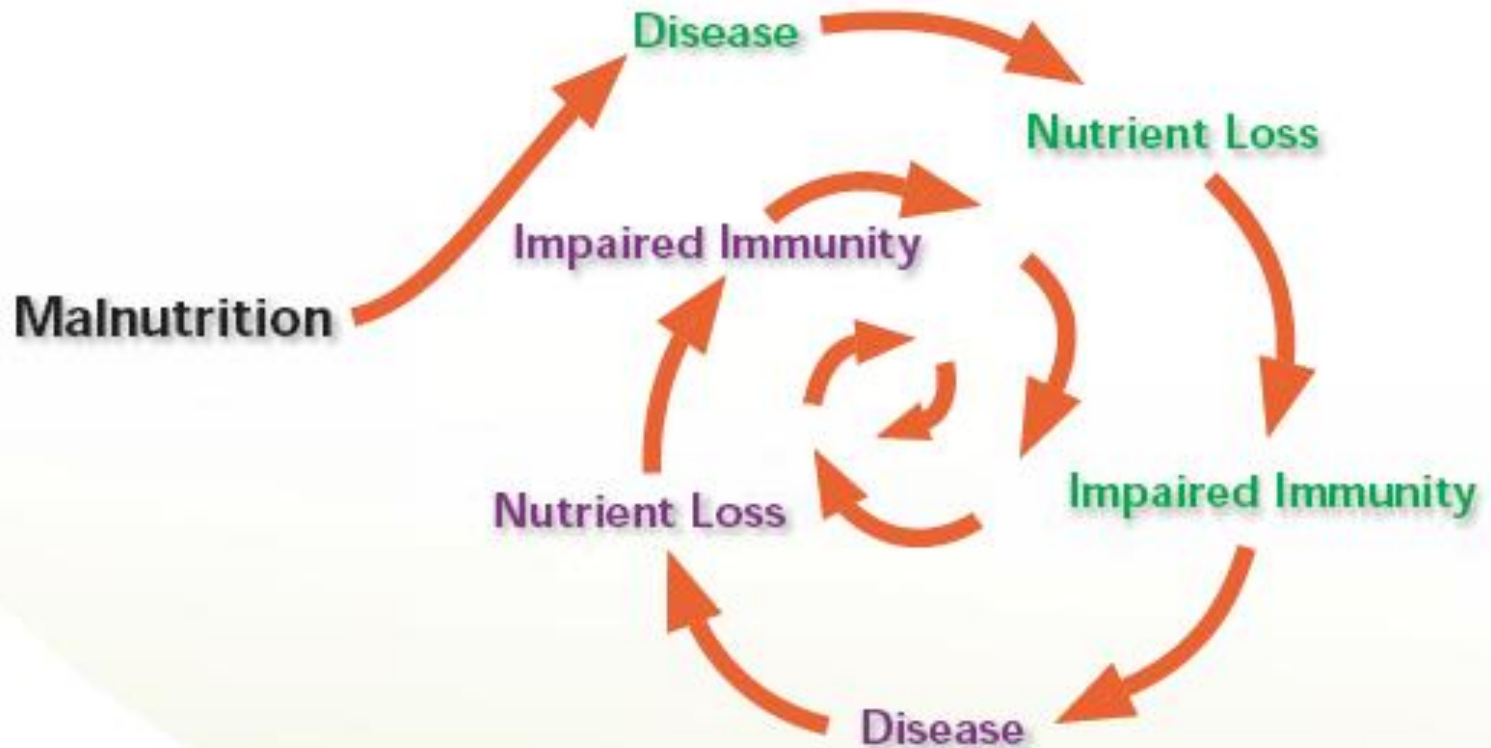 Disease
Nutrient Loss
Impaired Immunity
Malnutrition
Nutrient Loss
Impaired Immunity
Disease